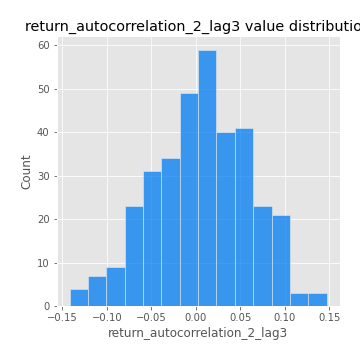 return_autocorrelation_2_lag3 value distributio
60
50
40
30
20
10
0
Count
−0.15 −0.10 −0.05 0.00 0.05 0.10 0.15
return_autocorrelation_2_lag3